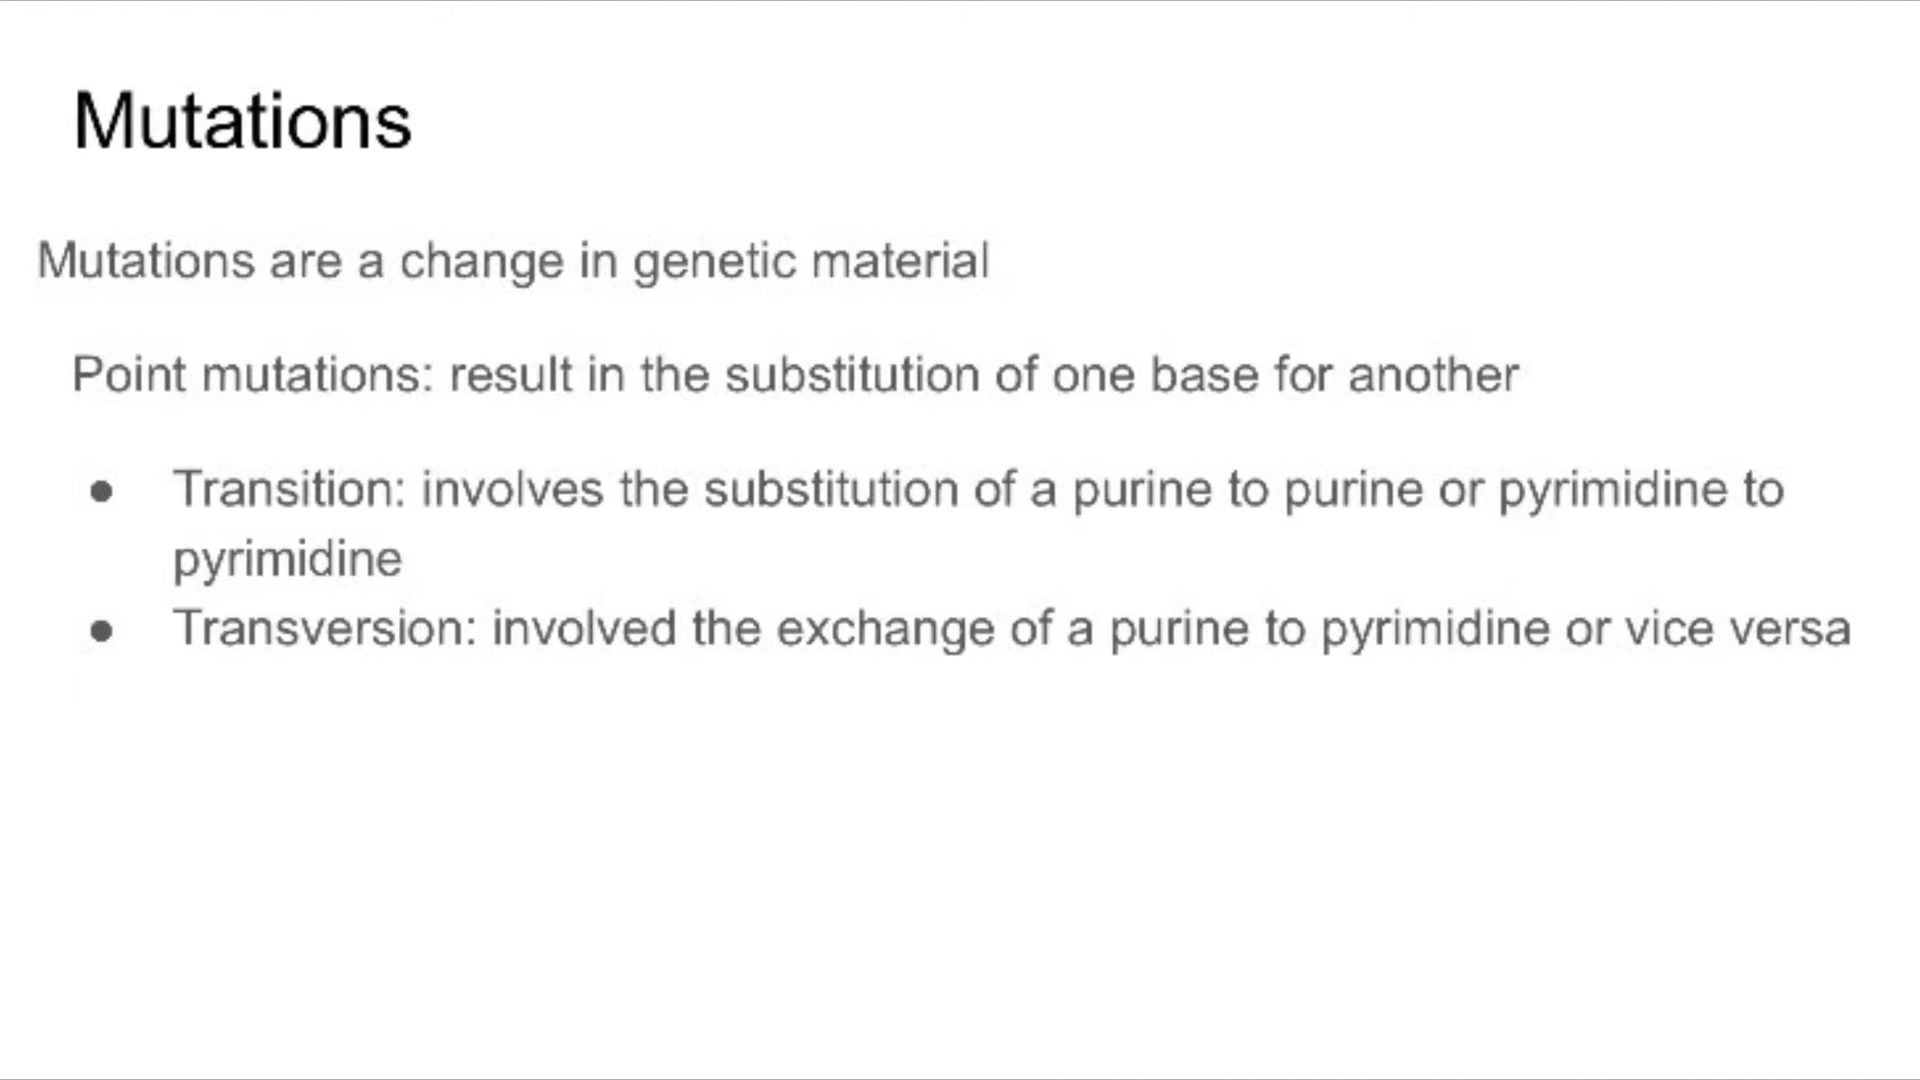 Mutations
Mutations are a change in genetic material
Point mutations: result in the substitution of one base for another
● Transition: involves the substitution of a purine to purine or pyrimidine to
pyrimidine
● Transversion: involved the exchange of a purine to pyrimidine or vice versa